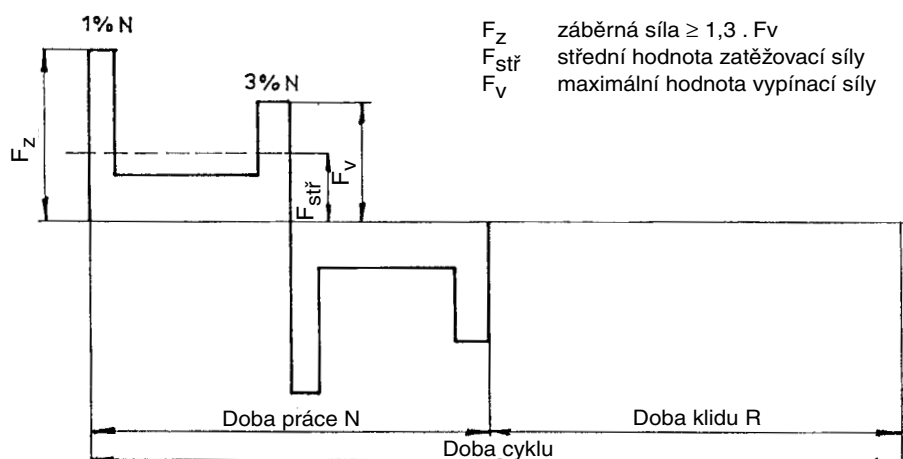 1% N
F_z záběrná síla ≥ 1,3 . Fv
F_stř střední hodnota zatěžovací síly
F_v maximální hodnota vypínací síly
3% N
F_z
F_v
F_stř
Doba práce N
Doba klidu R
Doba cyklu